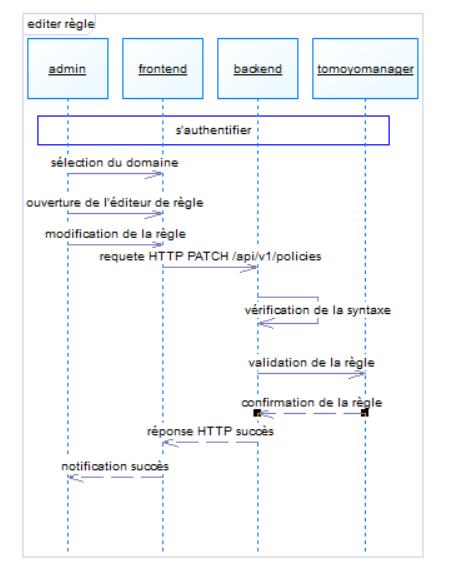 editer règle
admin
frontend
backend
tomoyomanager
s'authentifier
sélection du domaine
ouverture de l'éditeur de règle
modification de la règle
requete HTTP PATCH /api/v1/policies
vérification de la syntaxe
validation de la règle
confirmation de la règle
réponse HTTP succès
notification succès